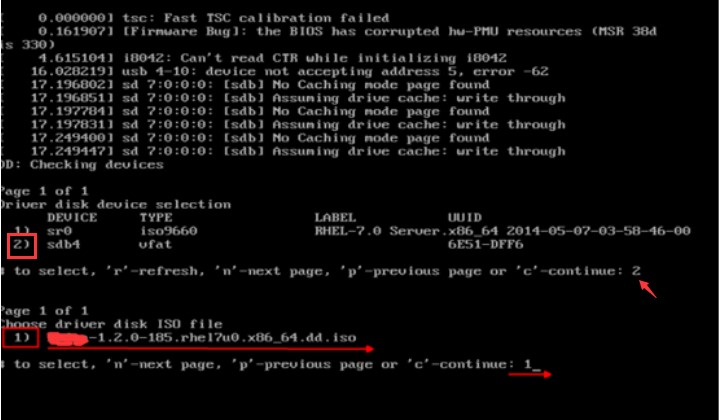 0.000000] tsc: Fast TSC calibration failed
0.161907] [Firmware Bug]: the BIOS has corrupted hw-PMU resources (MSR 38d
is 330)
4.615104] i8042: Can't read CTR while initializing i8042
16.028219] usb 4-10: device not accepting address 5, error -62
17.196802] sd 7:0:0:0: [sdb] No Caching mode page found
17.196851] sd 7:0:0:0: [sdb] Assuming drive cache: write through
17.197784] sd 7:0:0:0: [sdb] No Caching mode page found
17.197831] sd 7:0:0:0: [sdb] Assuming drive cache: write through
17.249400] sd 7:0:0:0: [sdb] No Caching mode page found
17.249447] sd 7:0:0:0: [sdb] Assuming drive cache: write through
DD: Checking devices
Page 1 of 1
Driver disk device selection
DEVICE TYPE LABEL UUID
1) sr0 iso9660 RHEL-7.0 Server.x86_64 2014-05-07-03-58-46-00
2) sdb4 vfat 6E51-DFF6
# to select, 'r'-refresh, 'n'-next page, 'p'-previous page or 'c'-continue: 2
Page 1 of 1
Choose driver disk ISO file
1) -1.2.0-185.rhel7u0.x86_64.dd.iso
# to select, 'n'-next page, 'p'-previous page or 'c'-continue: 1_